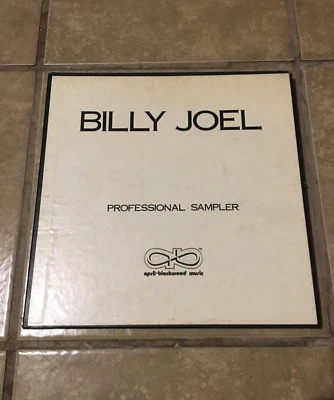 BILLY JOEL
PROFESSIONAL SAMPLER
april-blackwood music